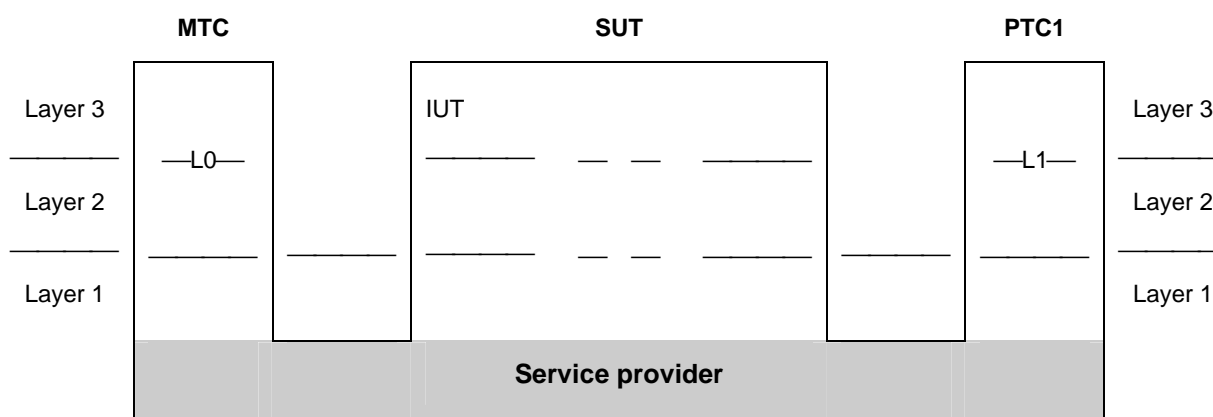 MTC SUT PTC1
Layer 3 IUT Layer 3
L0 L1
Layer 2 Layer 2
Layer 1 Layer 1
Service provider